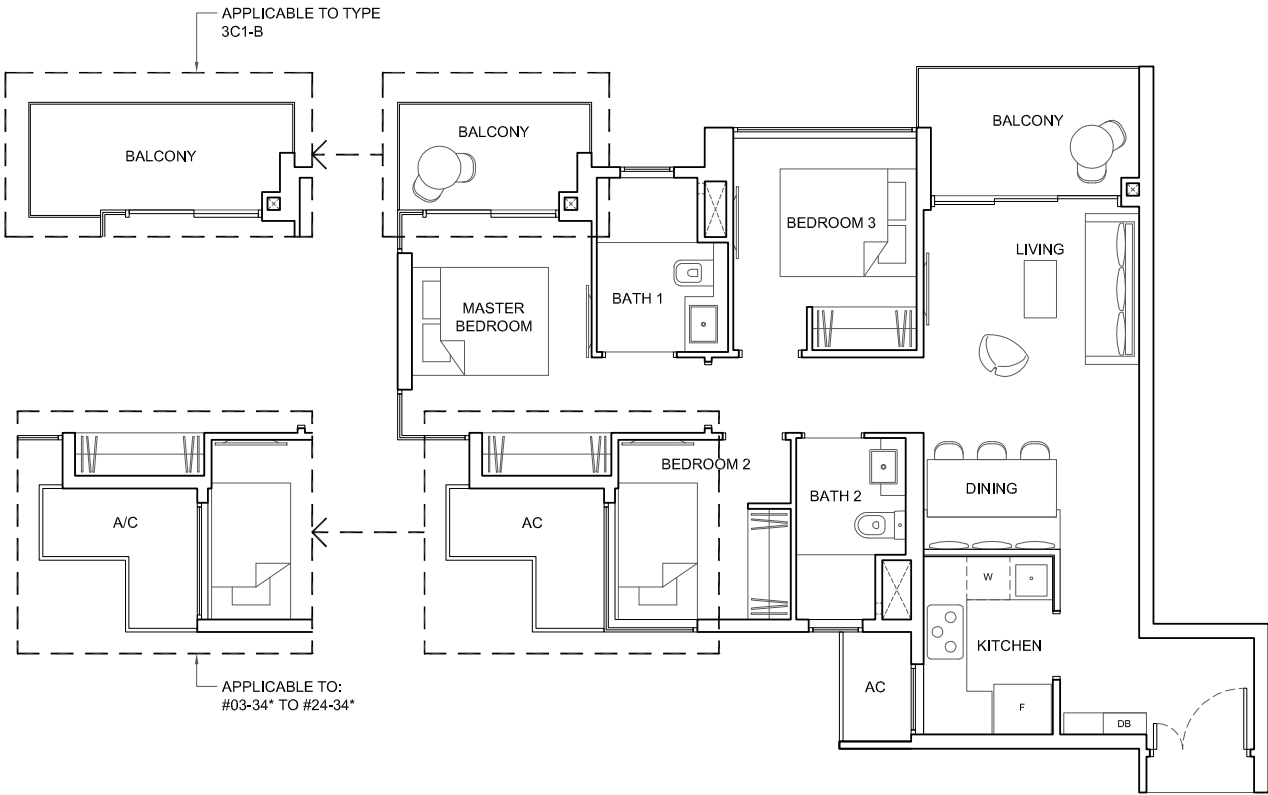 APPLICABLE TO TYPE
3C1-B
BALCONY
BALCONY
BALCONY
BEDROOM 3
LIVING
BATH 1
MASTER
BEDROOM
BEDROOM 2
BATH 2
DINING
A/C
AC
W
KITCHEN
AC
F
DB
APPLICABLE TO:
#03-34* TO #24-34*